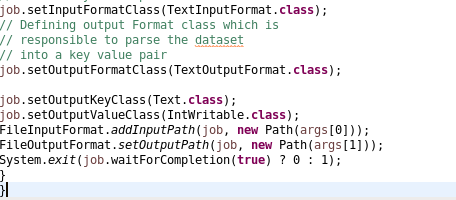 job.setInputFormatClass(TextInputFormat.class);
// Defining output Format class which is
// responsible to parse the dataset
// into a key value pair
job.setOutputFormatClass(TextOutputFormat.class);
job.setOutputKeyClass(Text.class);
job.setOutputValueClass(IntWritable.class);
FileInputFormat.addInputPath(job, new Path(args[0]));
FileOutputFormat.setOutputPath(job, new Path(args[1]));
System.exit(job.waitForCompletion(true) ? 0 : 1);
}
}